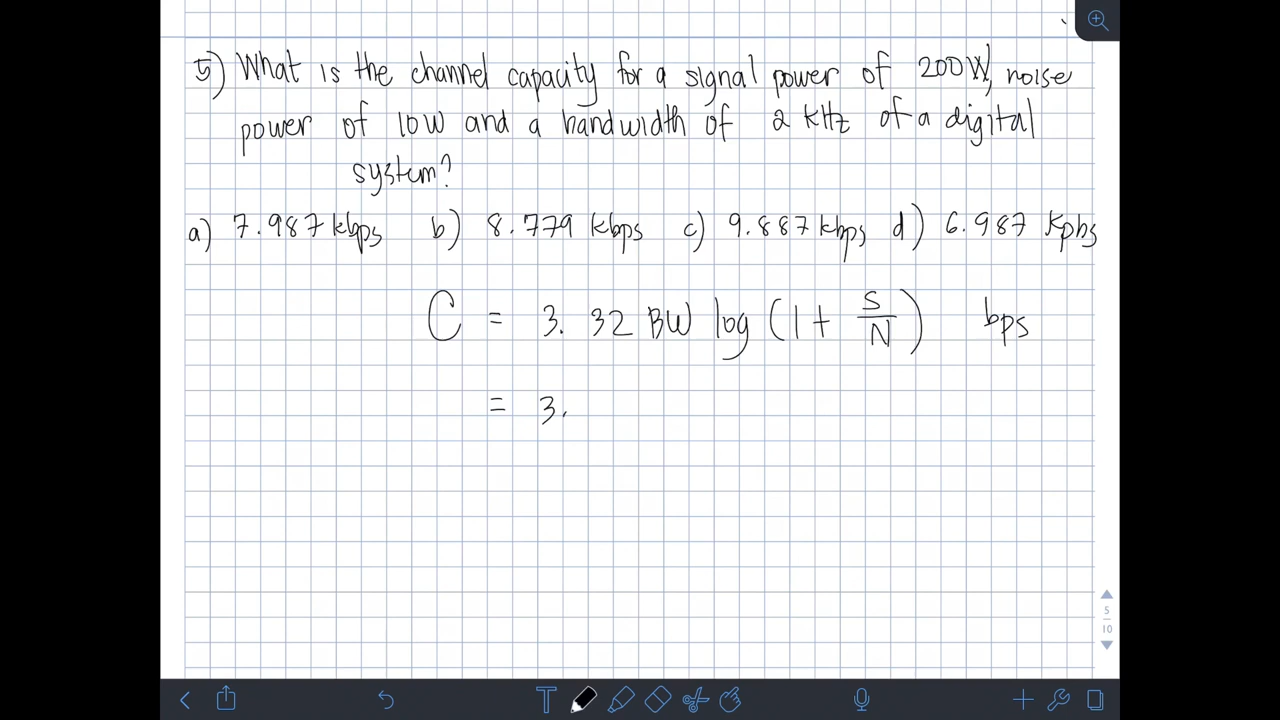 5) What is the channel capacity for a signal power of 200W, noise
power of 10W and a bandwidth of 2 KHz of a digital
system?
a) 7.987 kbps b) 8.779 kbps c) 9.887 kbps d) 6.987 Kpbs
C = 3.32 BW log (1 + S/N) bps
= 3.
5
10
T